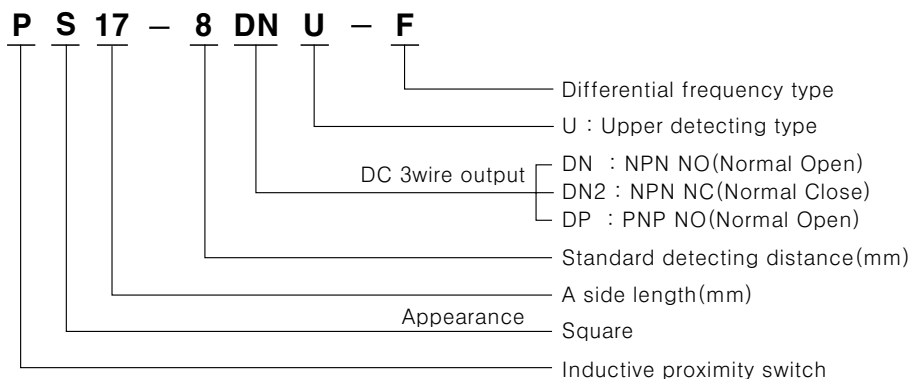 P S 17 – 8 DN U – F
Differential frequency type
U : Upper detecting type
DC 3wire output
DN : NPN NO(Normal Open)
DN2 : NPN NC(Normal Close)
DP : PNP NO(Normal Open)
Standard detecting distance(mm)
A side length(mm)
Appearance
Square
Inductive proximity switch